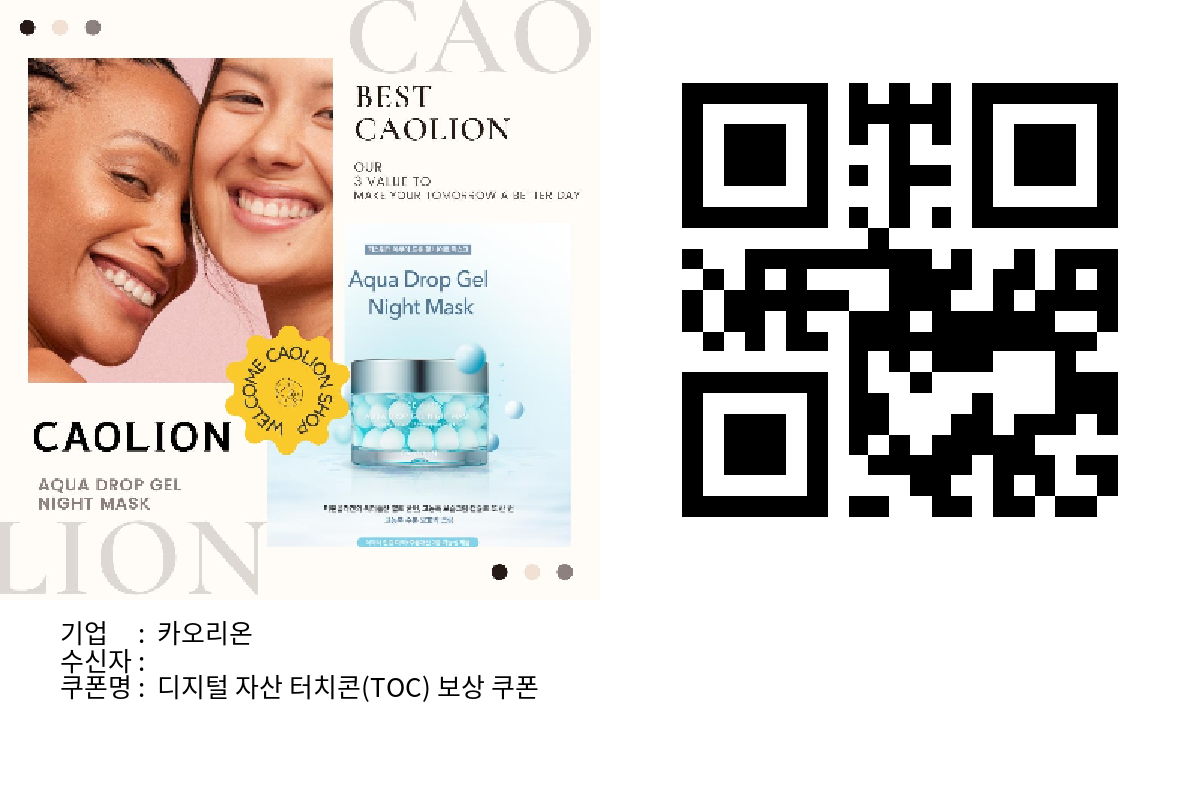 CAO
BEST
CAOLION
OUR
3 VALUE TO
MAKE YOUR TOMORROW A BETTER DAY
Aqua Drop Gel
Night Mask
WELCOME CAOLION SHOP
CAOLION
AQUA DROP GEL
NIGHT MASK
LION
기업 : 카오리온
수신자 :
쿠폰명 : 디지털 자산 터치콘(TOC) 보상 쿠폰